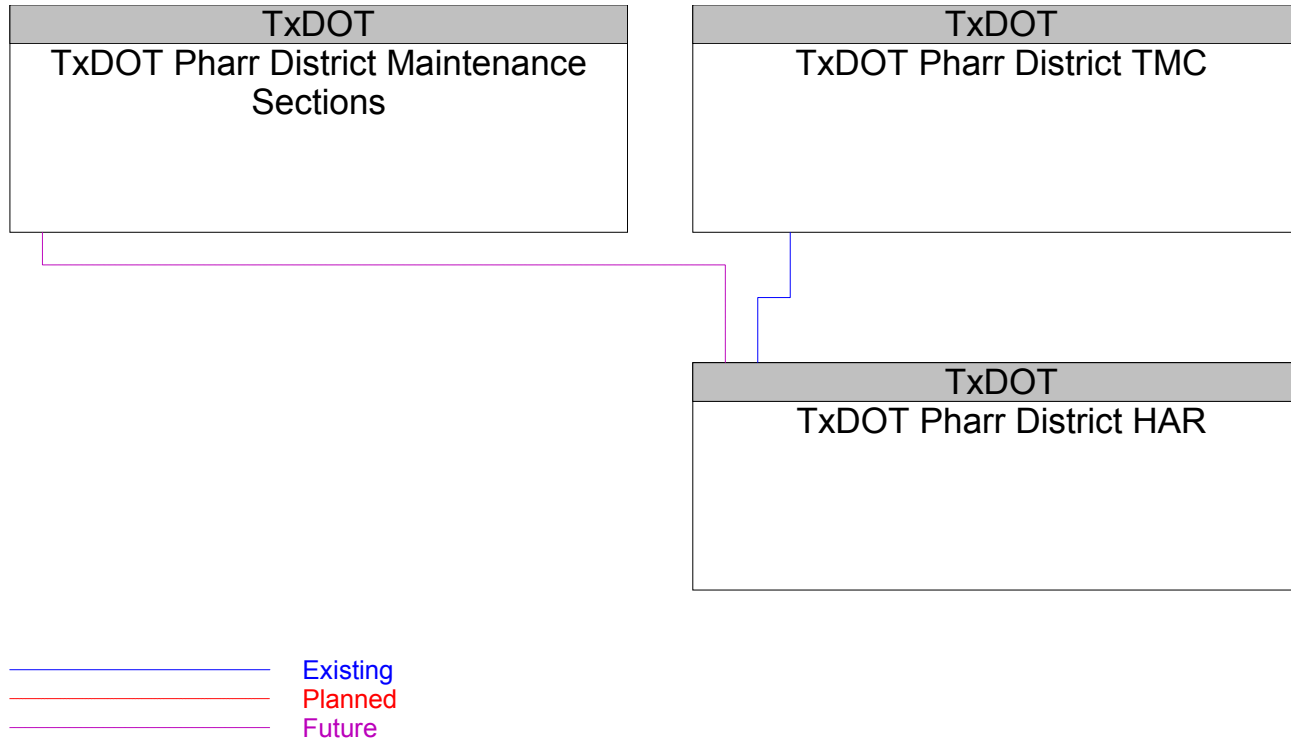 TxDOT
TxDOT Pharr District Maintenance
Sections
TxDOT
TxDOT Pharr District TMC
TxDOT
TxDOT Pharr District HAR
Existing
Planned
Future